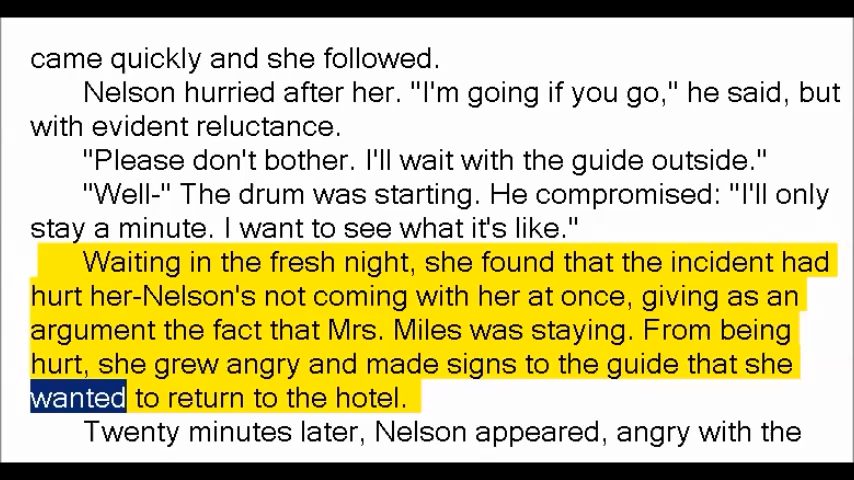 came quickly and she followed.
Nelson hurried after her. "I'm going if you go," he said, but
with evident reluctance.
"Please don't bother. I'll wait with the guide outside."
"Well-" The drum was starting. He compromised: "I'll only
stay a minute. I want to see what it's like."
Waiting in the fresh night, she found that the incident had
hurt her-Nelson's not coming with her at once, giving as an
argument the fact that Mrs. Miles was staying. From being
hurt, she grew angry and made signs to the guide that she
wanted to return to the hotel.
Twenty minutes later, Nelson appeared, angry with the